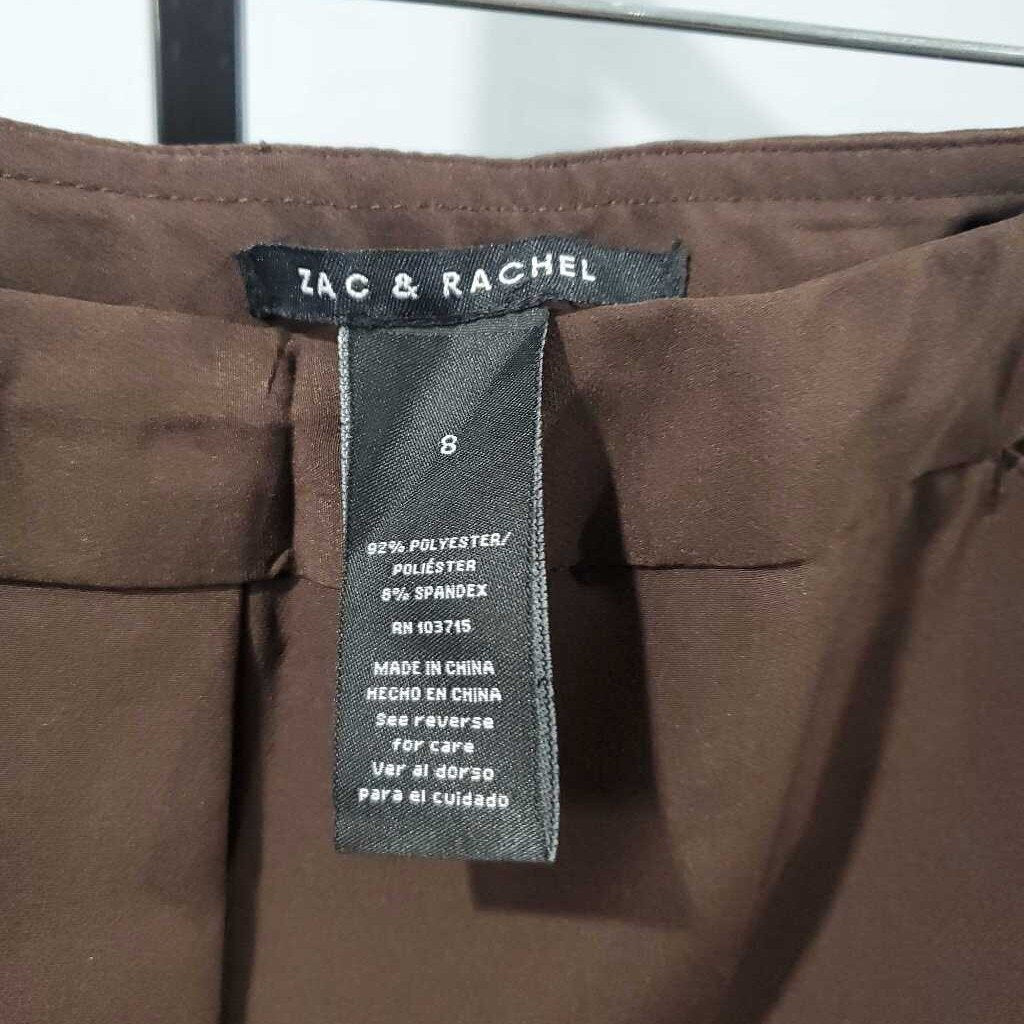 ZAC & RACHEL
8
92% POLYESTER/
POLIÉSTER
8% SPANDEX
RN 103715
MADE IN CHINA
HECHO EN CHINA
See reverse
for care
Ver al dorso
para el cuidado